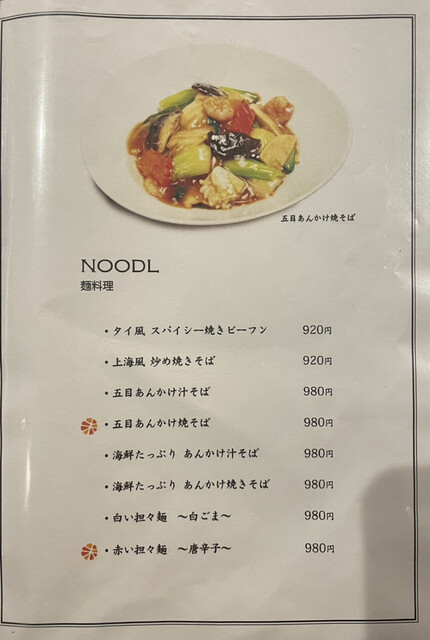 五目あんかけ焼そば
NOODL
麺料理
・タイ風 スパイシー焼きビーフン 920円
・上海風 炒め焼きそば 920円
・五目あんかけ汁そば 980円
・五目あんかけ焼そば 980円
・海鮮たっぷり あんかけ汁そば 980円
・海鮮たっぷり あんかけ焼きそば 980円
・白い担々麺 〜白ごま〜 980円
・赤い担々麺 〜唐辛子〜 980円